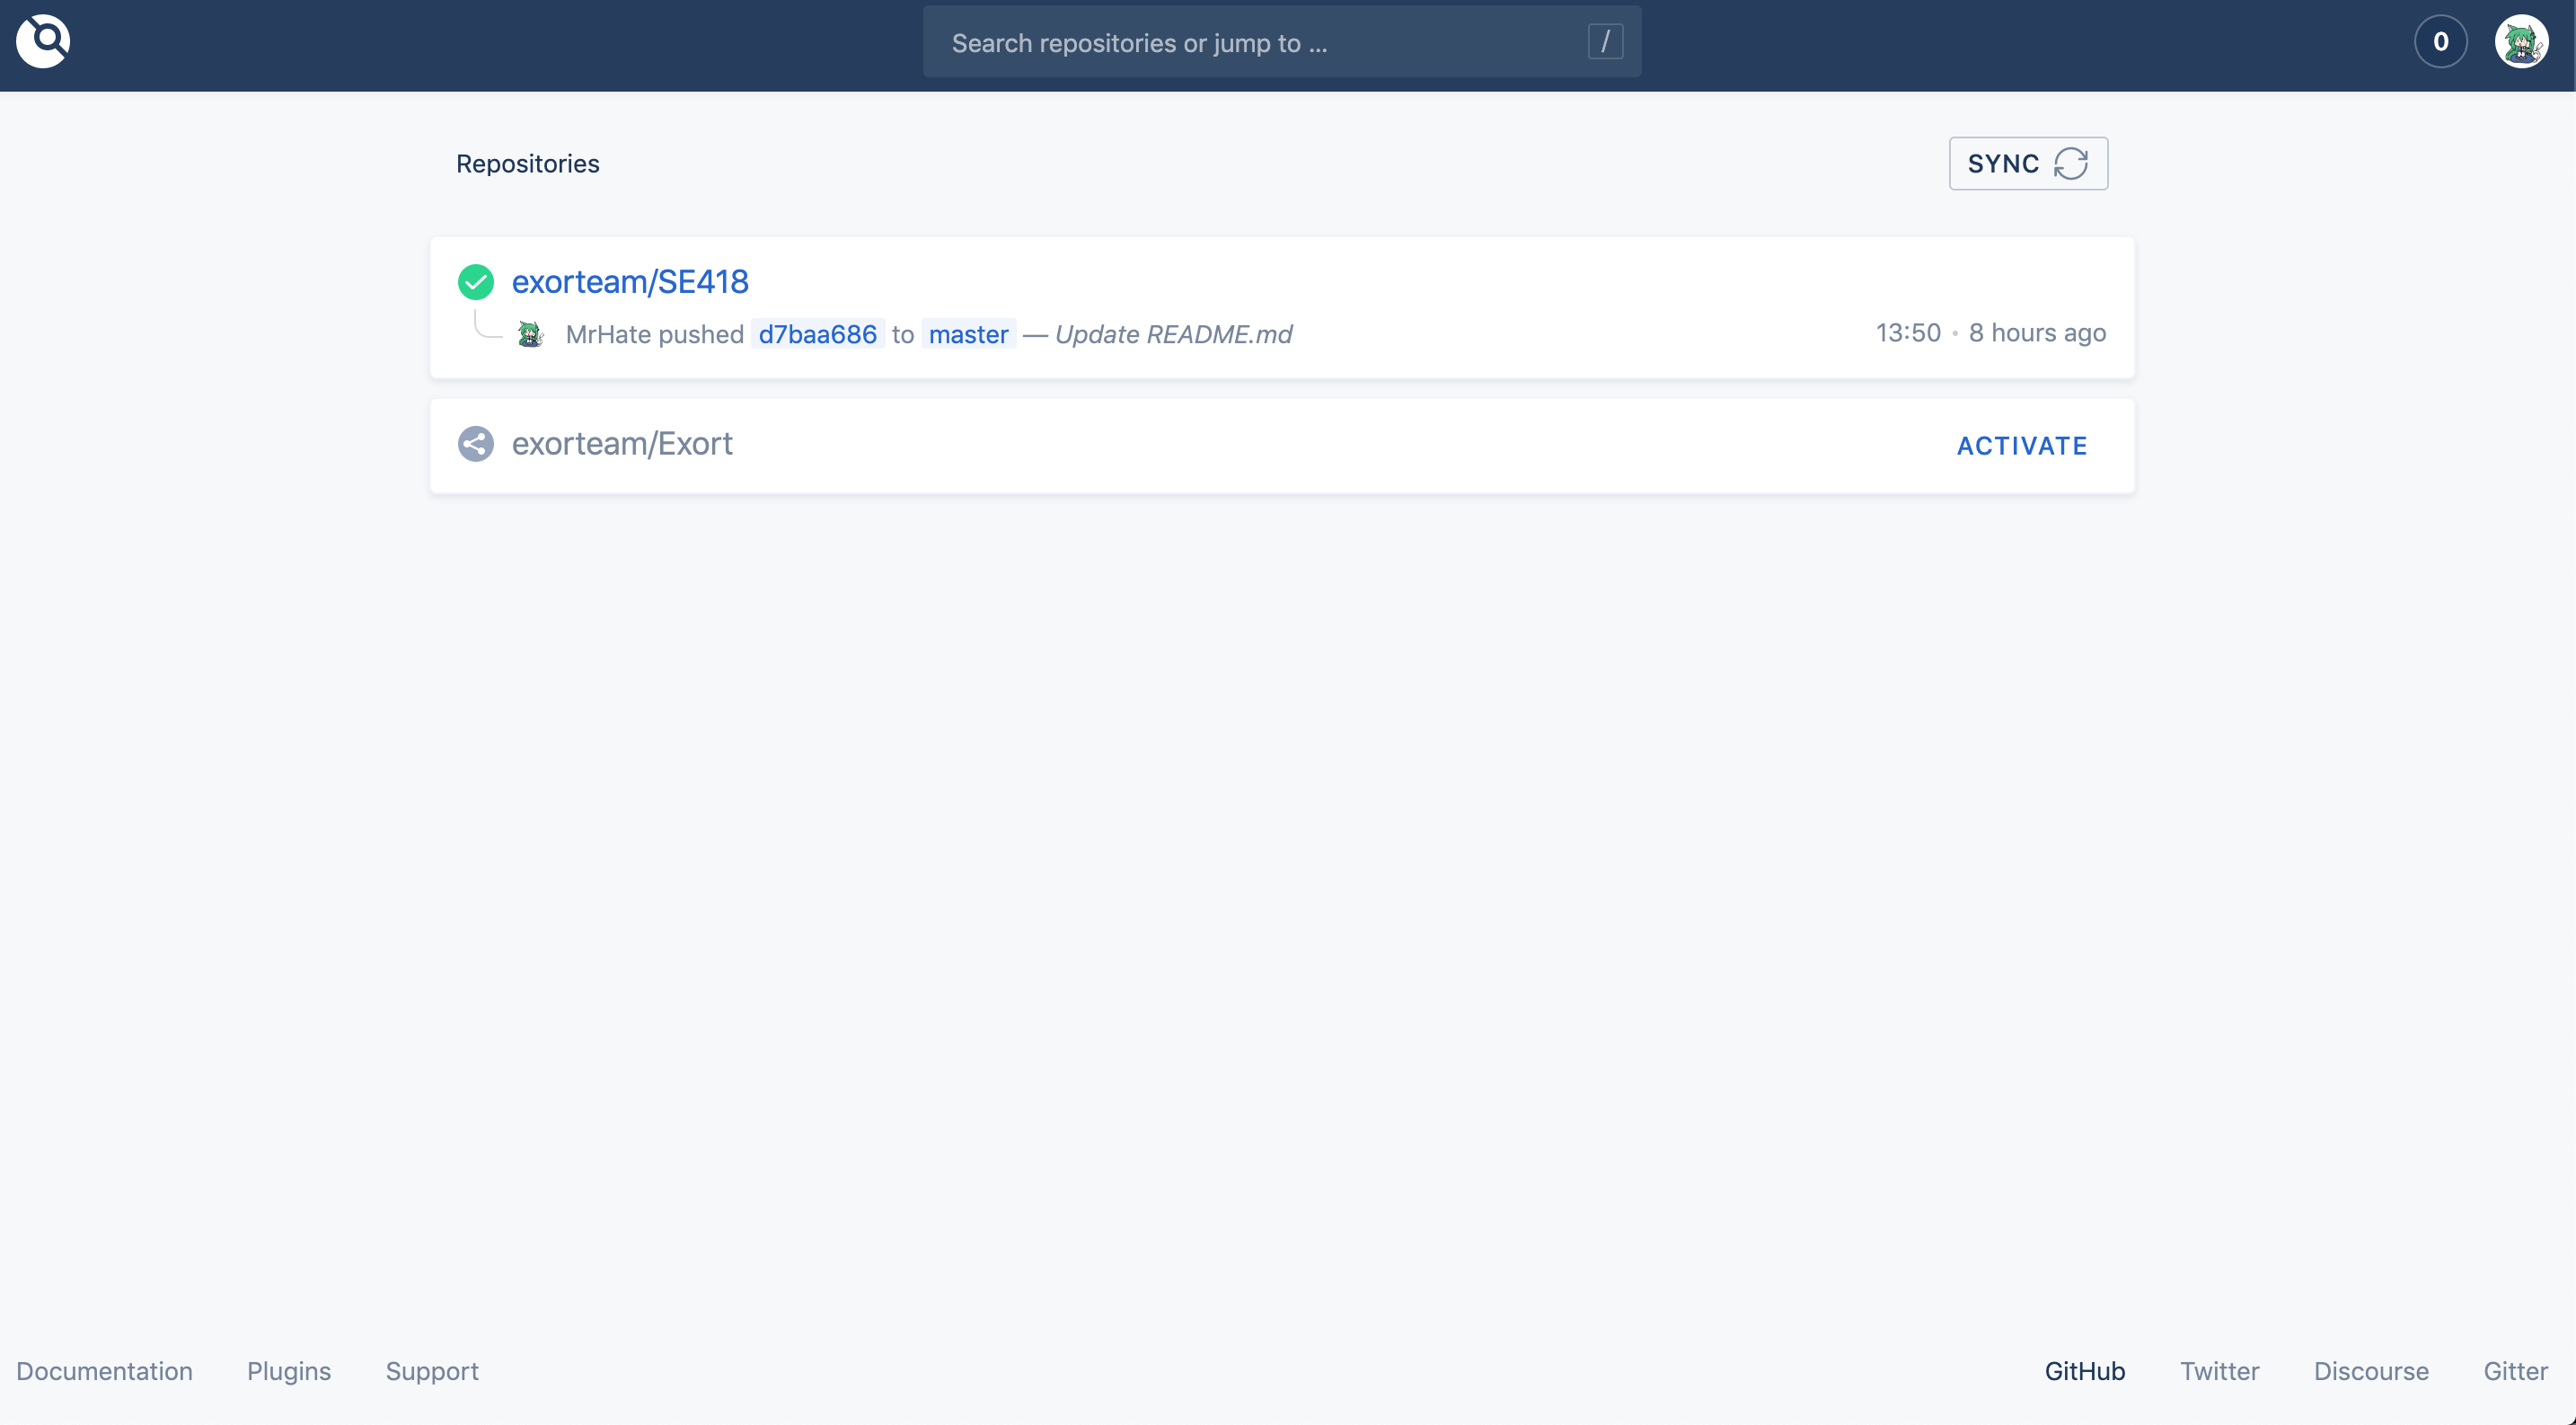 Search repositories or jump to ... /
0
Repositories
SYNC
exorteam/SE418
MrHate pushed d7baa686 to master — Update README.md
13:50 • 8 hours ago
exorteam/Exort
ACTIVATE
Documentation Plugins Support GitHub Twitter Discourse Gitter